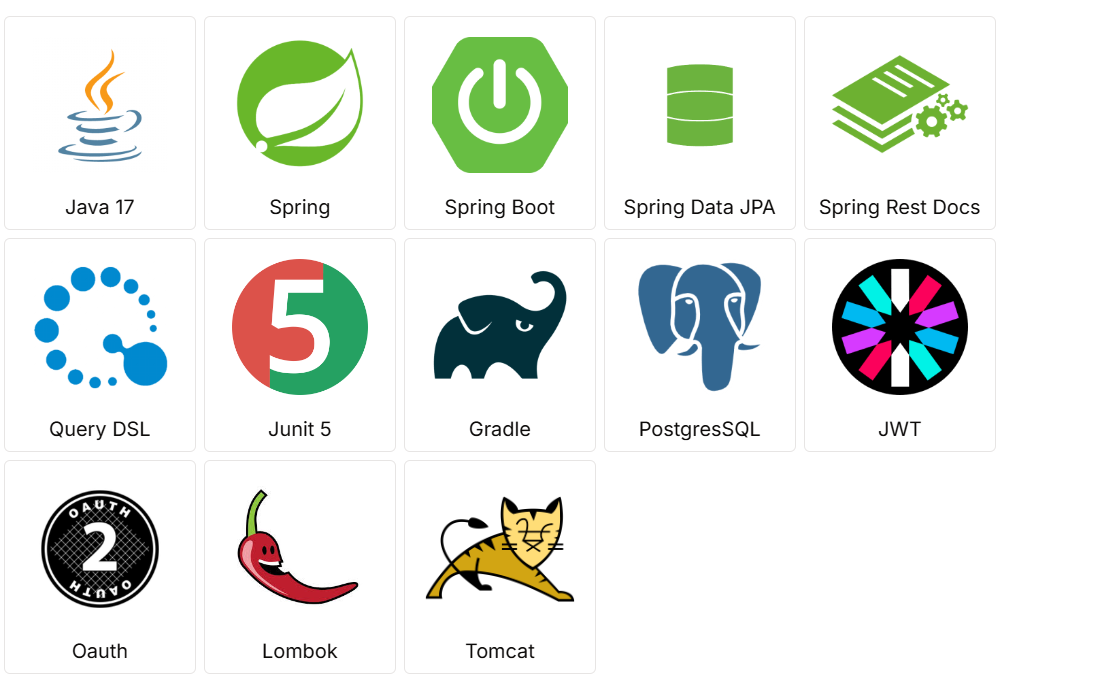 Java 17
Spring
Spring Boot
Spring Data JPA
Spring Rest Docs
Query DSL
5
Junit 5
Gradle
PostgresSQL
JWT
OAUTH
2
OAUTH
Oauth
Lombok
Tomcat